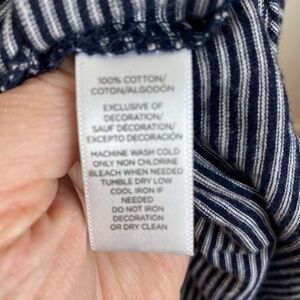 100% COTTON/
COTON/ALGODÓN
EXCLUSIVE OF
DECORATION/
SAUF DÉCORATION/
EXCEPTO DECORACIÓN
MACHINE WASH COLD
ONLY NON CHLORINE
BLEACH WHEN NEEDED
TUMBLE DRY LOW
COOL IRON IF
NEEDED
DO NOT IRON
DECORATION
OR DRY CLEAN